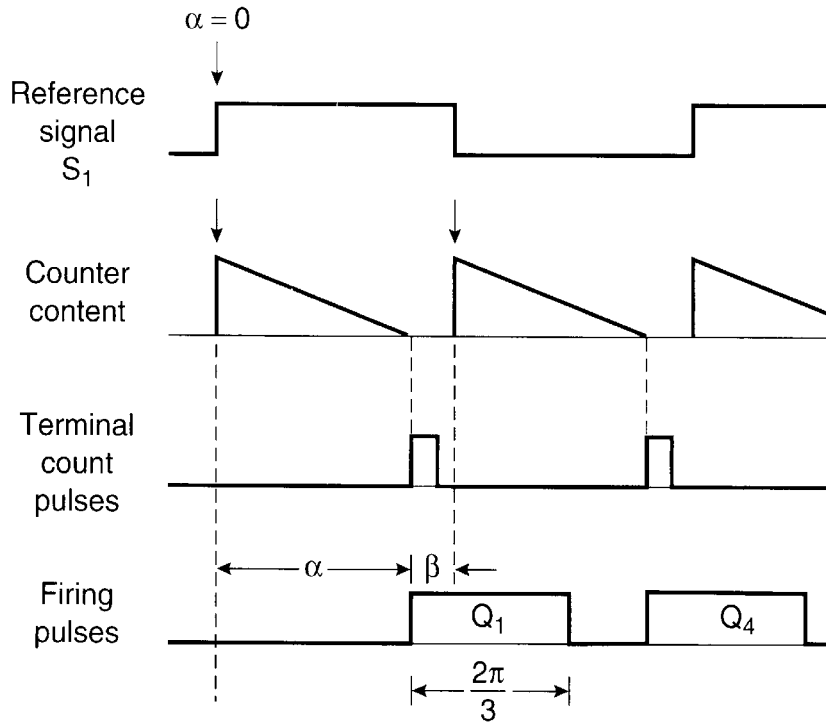 α = 0
Reference
signal
S₁
Counter
content
Terminal
count
pulses
α
β
Firing
pulses
Q₁
Q₄
2π
3